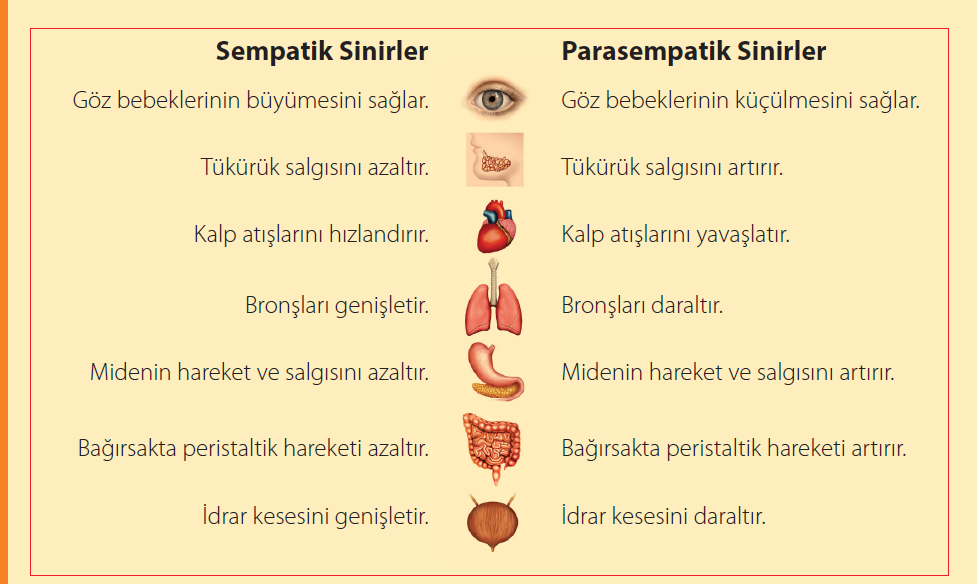 Sempatik Sinirler
Parasempatik Sinirler
Göz bebeklerinin büyümesini sağlar.
Göz bebeklerinin küçülmesini sağlar.
Tükürük salgısını azaltır.
Tükürük salgısını artırır.
Kalp atışlarını hızlandırır.
Kalp atışlarını yavaşlatır.
Bronşları genişletir.
Bronşları daraltır.
Midenin hareket ve salgısını azaltır.
Midenin hareket ve salgısını artırır.
Bağırsakta peristaltik hareketi azaltır.
Bağırsakta peristaltik hareketi artırır.
İdrar kesesini genişletir.
İdrar kesesini daraltır.